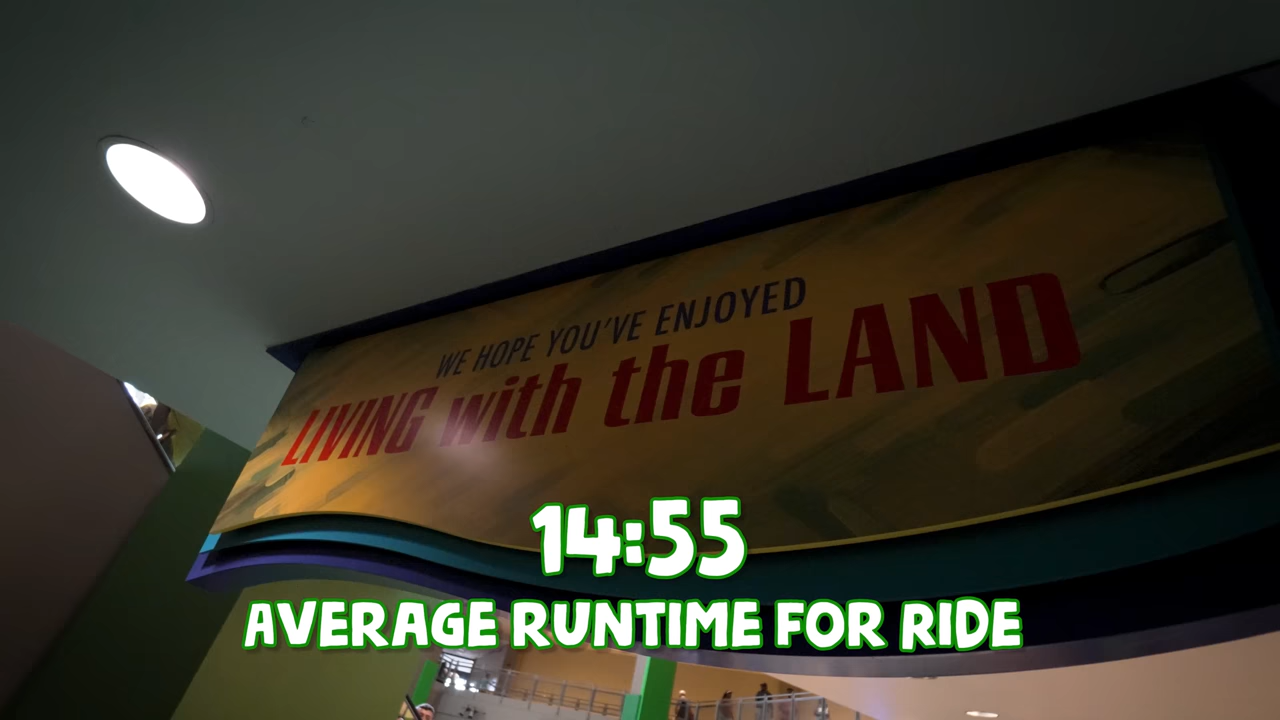 WE HOPE YOU'VE ENJOYED
LIVING with the LAND
14:55
AVERAGE RUNTIME FOR RIDE